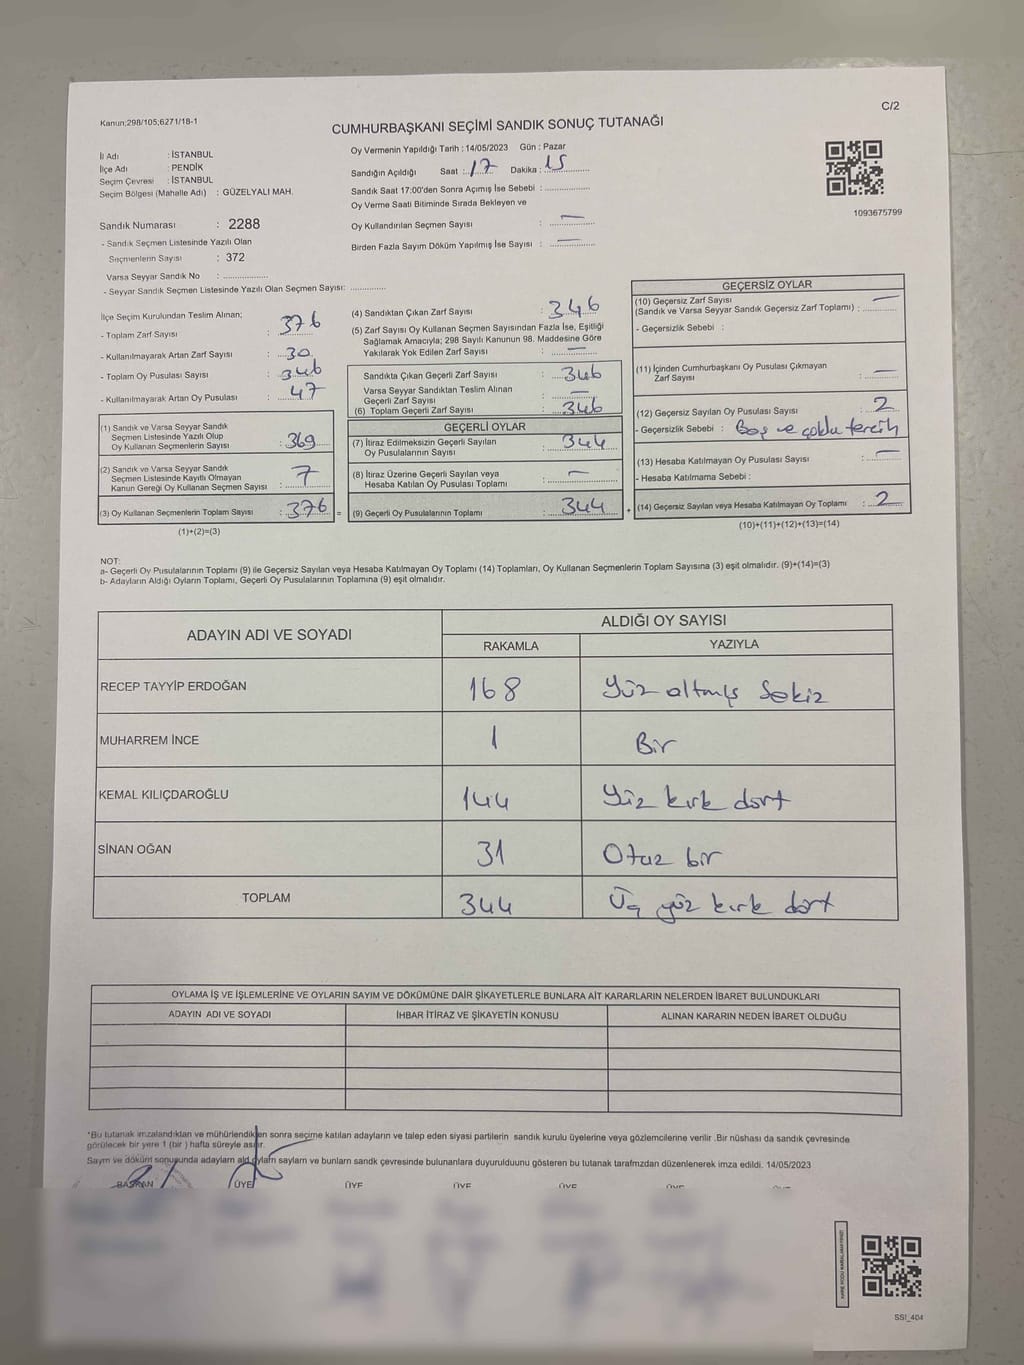 C/2
Kanun;298/105;6271/18-1
CUMHURBAŞKANI SEÇİMİ SANDIK SONUÇ TUTANAĞI
İl Adı : İSTANBUL
İlçe Adı : PENDİK
Seçim Çevresi : İSTANBUL
Seçim Bölgesi (Mahalle Adı) : GÜZELYALI MAH.
Sandık Numarası : 2288
- Sandık Seçmen Listesinde Yazılı Olan
Seçmenlerin Sayısı : 372
Varsa Seyyar Sandık No :
- Seyyar Sandık Seçmen Listesinde Yazılı Olan Seçmen Sayısı:
Oy Vermenin Yapıldığı Tarih : 14/05/2023 Gün : Pazar
Sandığın Açıldığı Saat : 17 Dakika : 15
Sandık Saat 17:00'den Sonra Açımış İse Sebebi :
Oy Verme Saati Bitiminde Sırada Bekleyen ve
Oy Kullandırılan Seçmen Sayısı : —
Birden Fazla Sayım Döküm Yapılmış İse Sayısı : —
1093675799
İlçe Seçim Kurulundan Teslim Alınan;
- Toplam Zarf Sayısı : 376
- Kullanılmayarak Artan Zarf Sayısı : 30
- Toplam Oy Pusulası Sayısı : 346
- Kullanılmayarak Artan Oy Pusulası : 47
(1) Sandık ve Varsa Seyyar Sandık
Seçmen Listesinde Yazılı Olup
Oy Kullanan Seçmenlerin Sayısı : 369
(2) Sandık ve Varsa Seyyar Sandık
Seçmen Listesinde Kayıtlı Olmayan
Kanun Gereği Oy Kullanan Seçmen Sayısı : 7
(3) Oy Kullanan Seçmenlerin Toplam Sayısı : 376 =
(1)+(2)=(3)
(4) Sandıktan Çıkan Zarf Sayısı : 346
(5) Zarf Sayısı Oy Kullanan Seçmen Sayısından Fazla İse, Eşitliği
Sağlamak Amacıyla; 298 Sayılı Kanunun 98. Maddesine Göre
Yakılarak Yok Edilen Zarf Sayısı : —
Sandıkta Çıkan Geçerli Zarf Sayısı : 346
Varsa Seyyar Sandıktan Teslim Alınan
Geçerli Zarf Sayısı : —
(6) Toplam Geçerli Zarf Sayısı : 346
GEÇERLİ OYLAR
(7) İtiraz Edilmeksizin Geçerli Sayılan
Oy Pusulalarının Sayısı : 344
(8) İtiraz Üzerine Geçerli Sayılan veya
Hesaba Katılan Oy Pusulası Toplamı : —
(9) Geçerli Oy Pusulalarının Toplamı : 344 +
GEÇERSİZ OYLAR
(10) Geçersiz Zarf Sayısı
(Sandık ve Varsa Seyyar Sandık Geçersiz Zarf Toplamı) : —
- Geçersizlik Sebebi :
(11) İçinden Cumhurbaşkanı Oy Pusulası Çıkmayan
Zarf Sayısı : —
(12) Geçersiz Sayılan Oy Pusulası Sayısı : 2
- Geçersizlik Sebebi : Boş ve çoklu tercih
(13) Hesaba Katılmayan Oy Pusulası Sayısı : —
- Hesaba Katılmama Sebebi :
(14) Geçersiz Sayılan veya Hesaba Katılmayan Oy Toplamı : 2
(10)+(11)+(12)+(13)=(14)
NOT:
a- Geçerli Oy Pusulalarının Toplamı (9) ile Geçersiz Sayılan veya Hesaba Katılmayan Oy Toplamı (14) Toplamları, Oy Kullanan Seçmenlerin Toplam Sayısına (3) eşit olmalıdır. (9)+(14)=(3)
b- Adayların Aldığı Oyların Toplamı, Geçerli Oy Pusulalarının Toplamına (9) eşit olmalıdır.
ADAYIN ADI VE SOYADI ALDIĞI OY SAYISI
RAKAMLA YAZIYLA
RECEP TAYYİP ERDOĞAN 168 Yüz altmış sekiz
MUHARREM İNCE 1 Bir
KEMAL KILIÇDAROĞLU 144 Yüz kırk dört
SİNAN OĞAN 31 Otuz bir
TOPLAM 344 Üç yüz kırk dört
OYLAMA İŞ VE İŞLEMLERİNE VE OYLARIN SAYIM VE DÖKÜMÜNE DAİR ŞİKAYETLERLE BUNLARA AİT KARARLARIN NELERDEN İBARET BULUNDUKLARI
ADAYIN ADI VE SOYADI İHBAR İTİRAZ VE ŞİKAYETİN KONUSU ALINAN KARARIN NEDEN İBARET OLDUĞU
*Bu tutanak imzalandıktan ve mühürlendikten sonra seçime katılan adayların ve talep eden siyasi partilerin sandık kurulu üyelerine veya gözlemcilerine verilir .Bir nüshası da sandık çevresinde
görülecek bir yere 1 (bir ) hafta süreyle asılır.
Sayım ve döküm sonuşunda adayların ald oyların sayların ve bunların sandk çevresinde bulunanlara duyurulduunu gösteren bu tutanak tarafmzdan düzenlenerek imza edildi. 14/05/2023
BAŞKAN ÜYE ÜYE ÜYE ÜYE
SSI_404